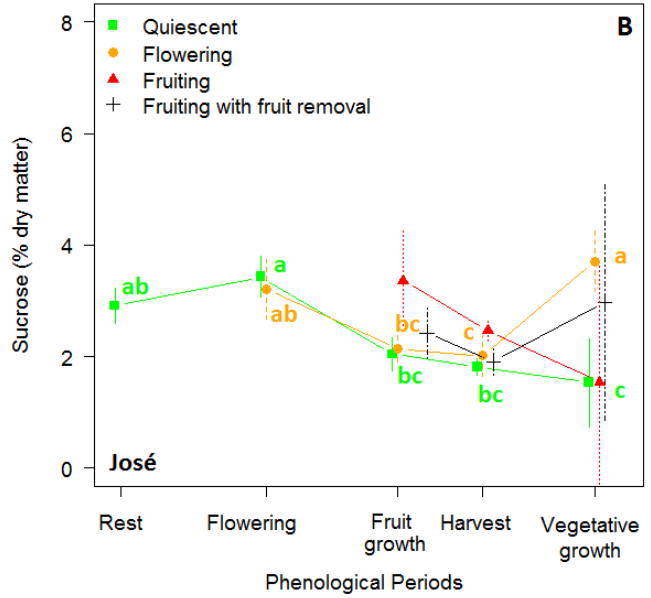 B
Quiescent
Flowering
Fruiting
Fruiting with fruit removal
Sucrose (% dry matter)
8
6
4
2
0
ab
a
ab
bc
bc
c
bc
a
c
José
Rest
Flowering
Fruit
growth
Harvest
Vegetative
growth
Phenological Periods